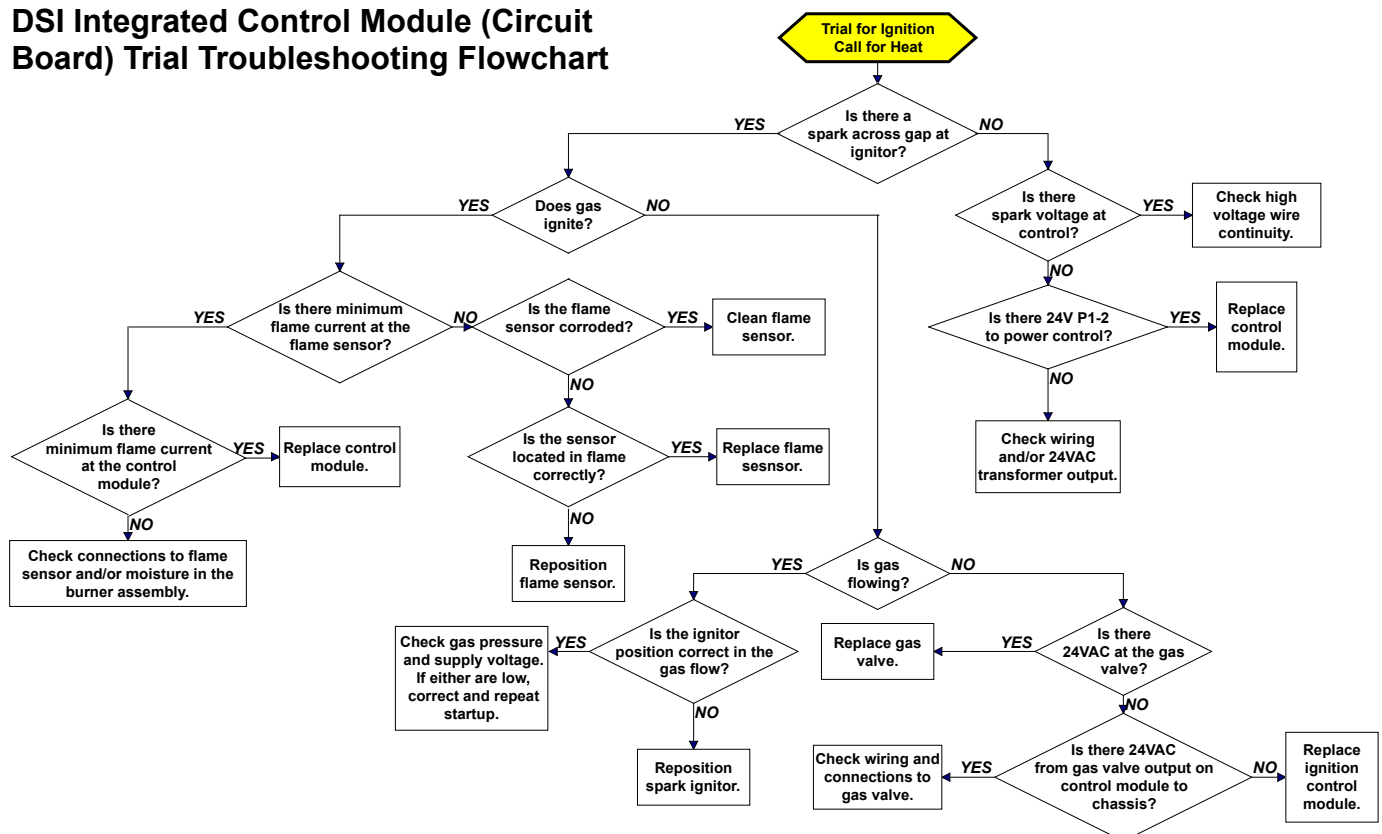 DSI Integrated Control Module (Circuit
Board) Trial Troubleshooting Flowchart
Trial for Ignition
Call for Heat
Is there a
spark across gap at
ignitor?
YES
NO
Does gas
ignite?
YES
NO
Is there
spark voltage at
control?
YES
Check high
voltage wire
continuity.
NO
Is there minimum
flame current at the
flame sensor?
YES
NO
Is the flame
sensor corroded?
YES
Clean flame
sensor.
NO
Is there 24V P1-2
to power control?
YES
Replace
control
module.
NO
Check wiring
and/or 24VAC
transformer output.
Is there
minimum flame current
at the control
module?
YES
Replace control
module.
NO
Check connections to flame
sensor and/or moisture in the
burner assembly.
Is the sensor
located in flame
correctly?
YES
Replace flame
sesnsor.
NO
Reposition
flame sensor.
Is gas
flowing?
YES
NO
Is the ignitor
position correct in the
gas flow?
YES
Check gas pressure
and supply voltage.
If either are low,
correct and repeat
startup.
NO
Reposition
spark ignitor.
Is there
24VAC at the gas
valve?
YES
Replace gas
valve.
NO
Is there 24VAC
from gas valve output on
control module to
chassis?
YES
Check wiring and
connections to
gas valve.
NO
Replace
ignition
control
module.